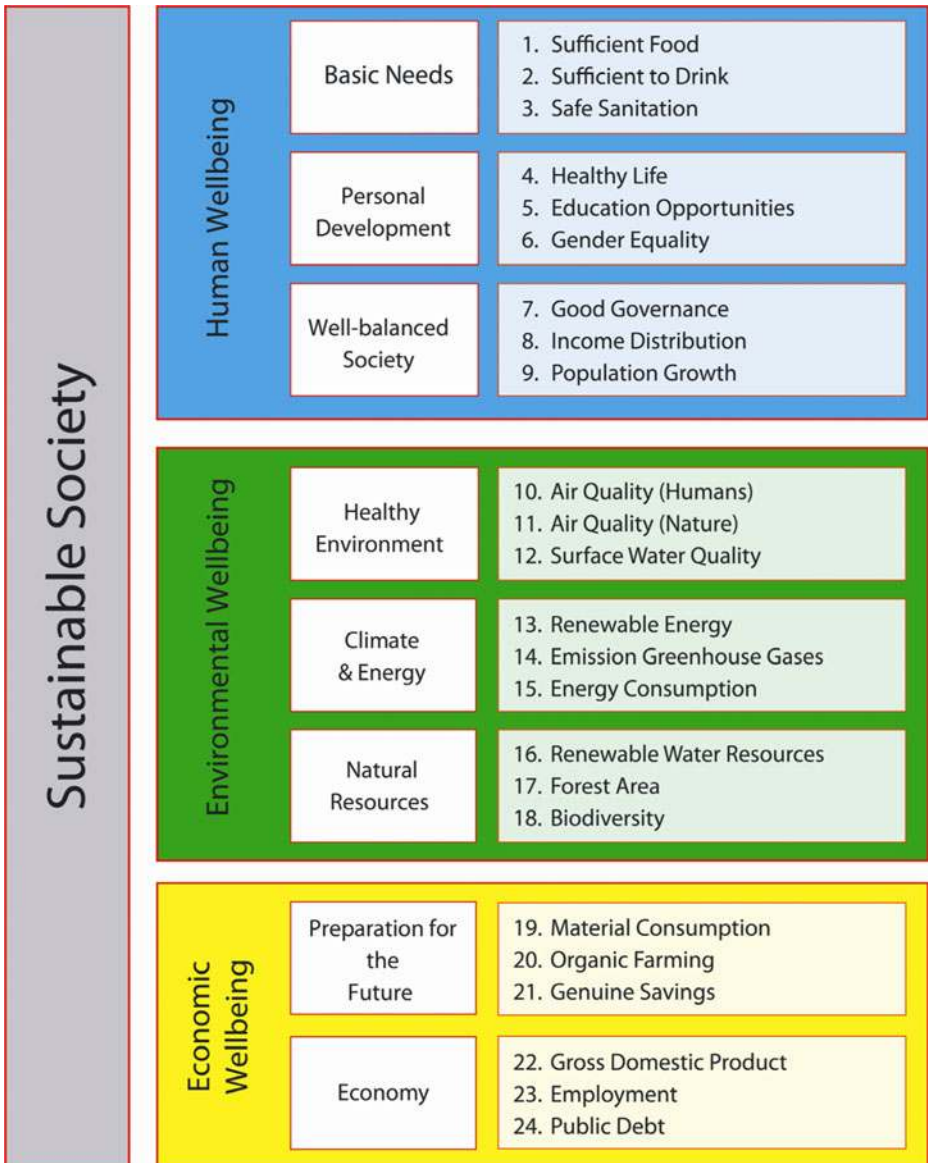 Sustainable Society
Human Wellbeing
Basic Needs
1. Sufficient Food
2. Sufficient to Drink
3. Safe Sanitation
Personal
Development
4. Healthy Life
5. Education Opportunities
6. Gender Equality
Well-balanced
Society
7. Good Governance
8. Income Distribution
9. Population Growth
Environmental Wellbeing
Healthy
Environment
10. Air Quality (Humans)
11. Air Quality (Nature)
12. Surface Water Quality
Climate
& Energy
13. Renewable Energy
14. Emission Greenhouse Gases
15. Energy Consumption
Natural
Resources
16. Renewable Water Resources
17. Forest Area
18. Biodiversity
Economic
Wellbeing
Preparation for
the
Future
19. Material Consumption
20. Organic Farming
21. Genuine Savings
Economy
22. Gross Domestic Product
23. Employment
24. Public Debt